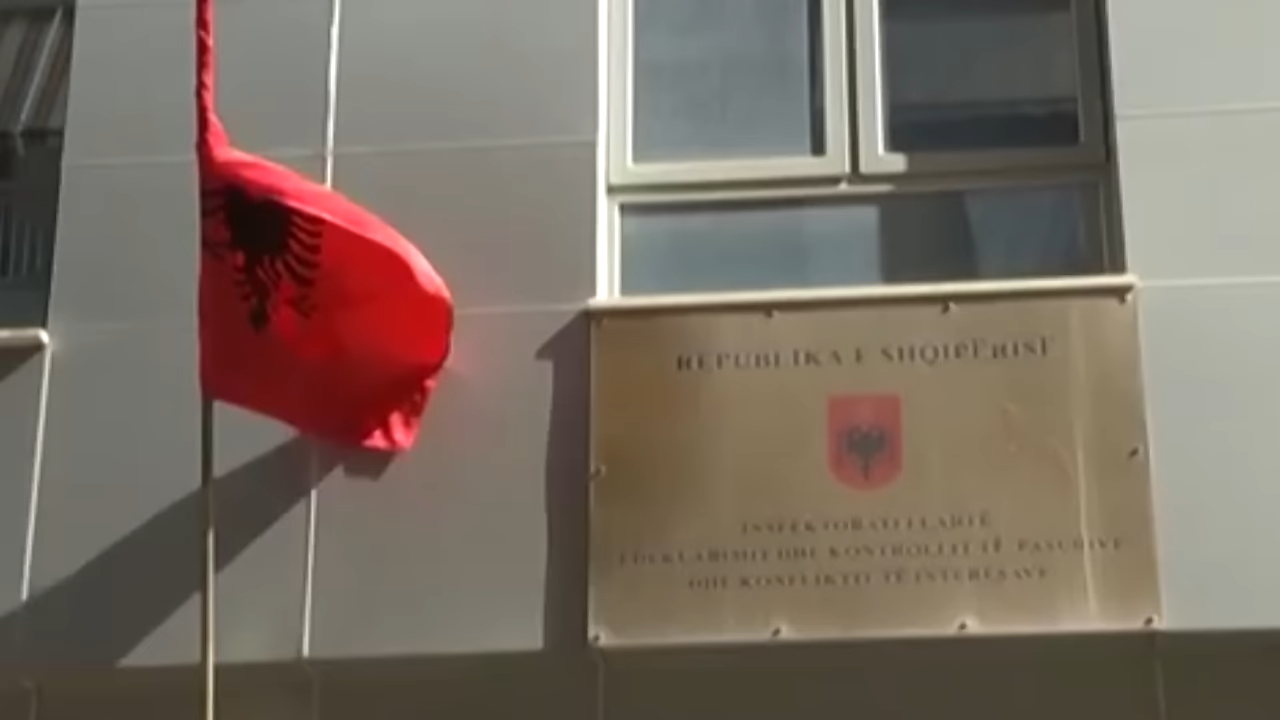 REPUBLIKA E SHQIPËRISË
INSPEKTORATI I LARTË
I DEKLARIMIT DHE KONTROLLIT TË PASURIVE
DHE KONFLIKTIT TË INTERESAVE